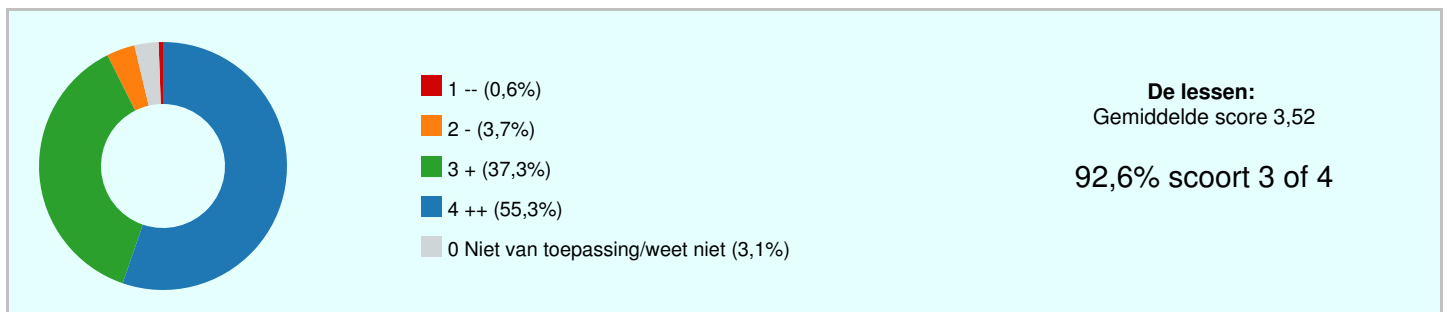 1 -- (0,6%)
2 - (3,7%)
3 + (37,3%)
4 ++ (55,3%)
0 Niet van toepassing/weet niet (3,1%)
De lessen:
Gemiddelde score 3,52
92,6% scoort 3 of 4